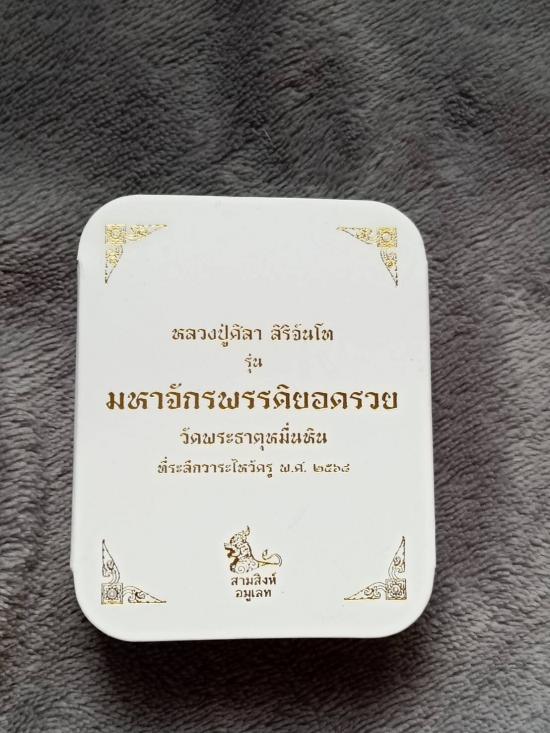 หลวงปู่ศิลา สิริจันโท
รุ่น
มหาจักรพรรดิยอดรวย
วัดพระธาตุหมื่นหิน
ที่ระลึกวาระไหว้ครู พ.ศ. ๒๕๖๘
สามสิงห์
อมูเลท